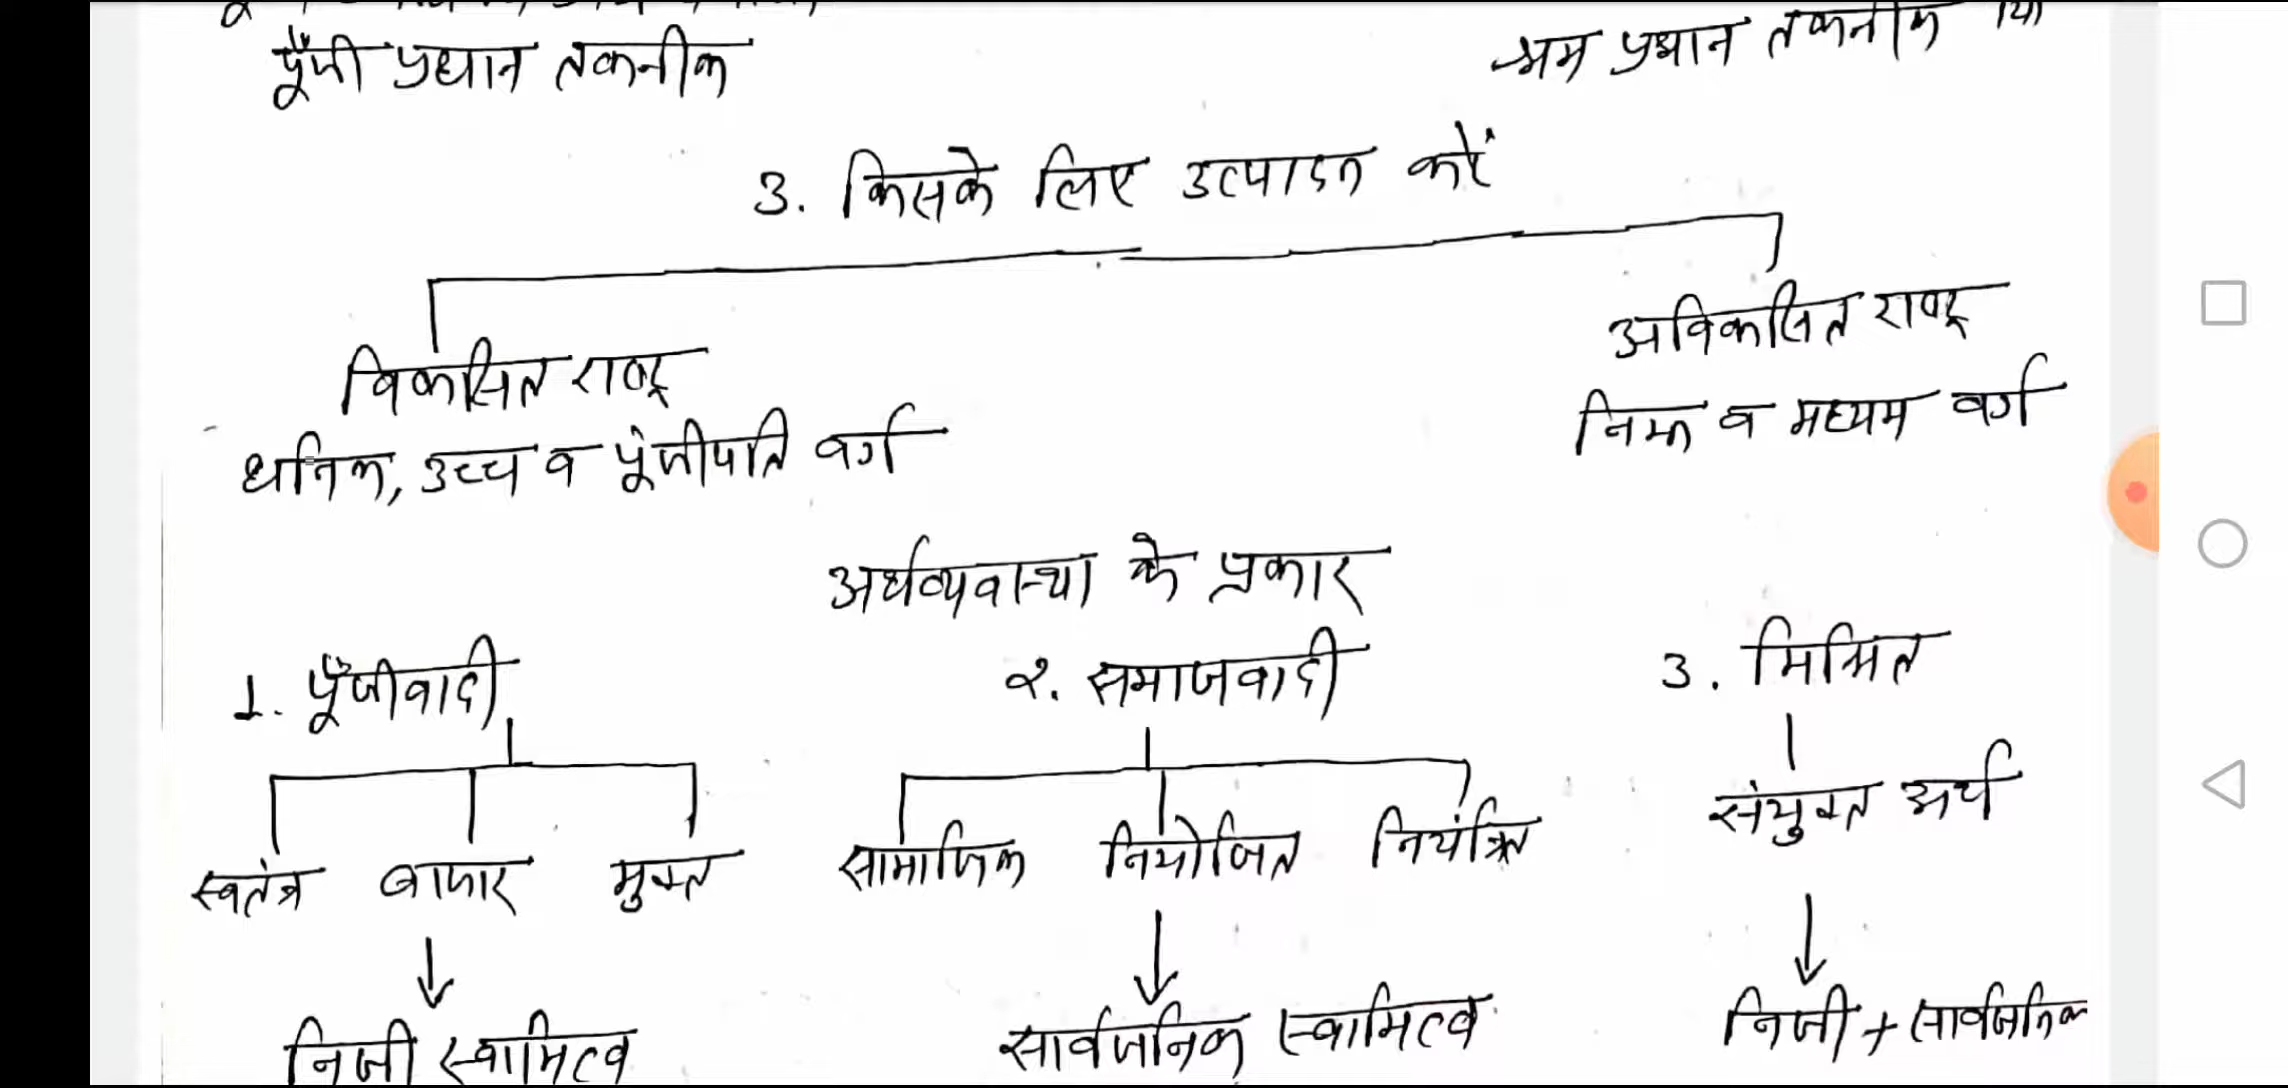 पूँजी प्रधान तकनीक
श्रम प्रधान तकनीक
3. किसके लिए उत्पादन करें
विकसित राष्ट्र
अविकसित राष्ट्र
धनिक, उच्च व पूंजीपति वर्ग
निम्न व मध्यम वर्ग
अर्थव्यवस्था के प्रकार
1. पूँजीवादी
२. समाजवादी
3. मिश्रित
स्वतंत्र बाजार मुक्त
सामाजिक नियोजित नियंत्रित
संयुक्त अर्थ
निजी स्वामित्व
सार्वजनिक स्वामित्व
निजी + सार्वजनिक